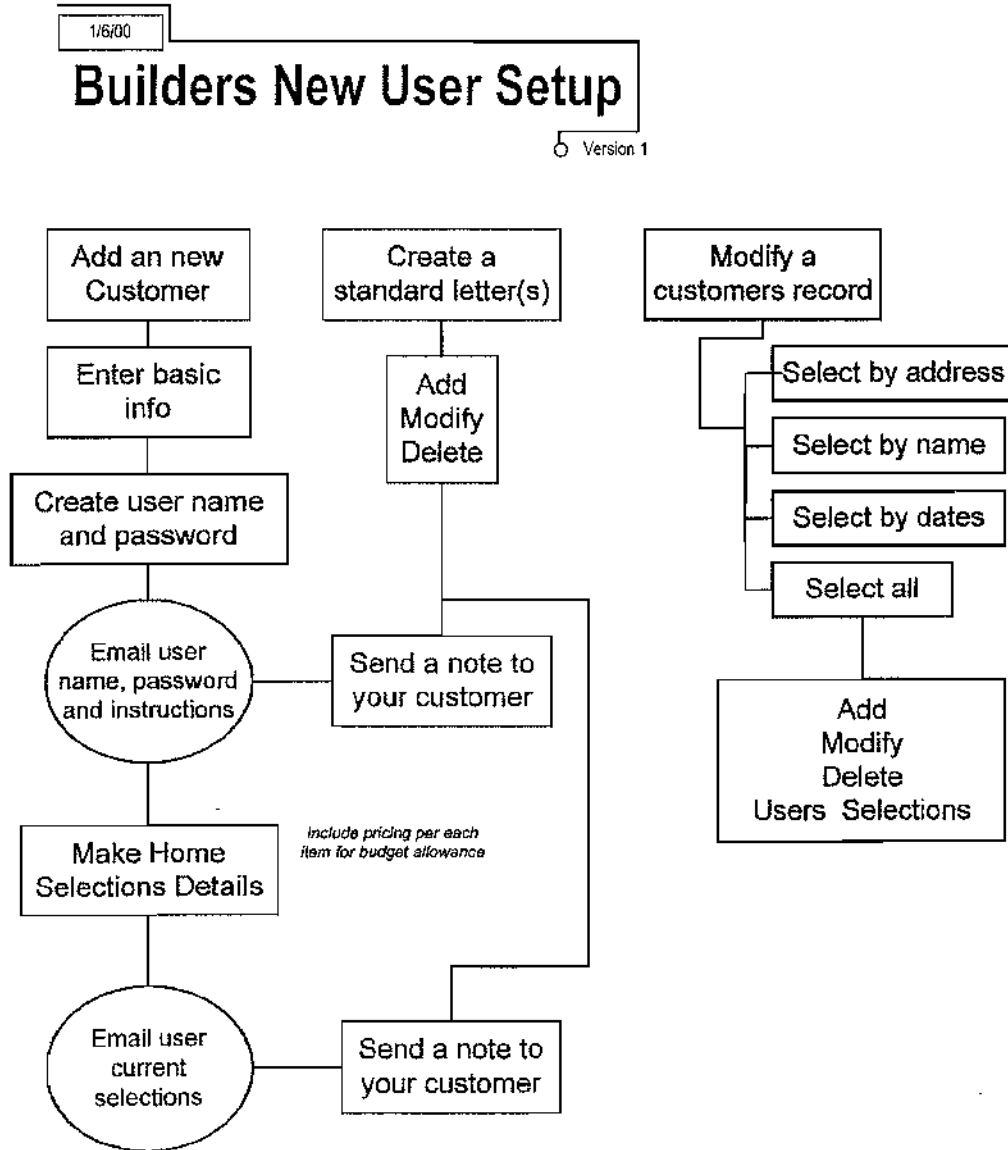 1/6/00
Builders New User Setup
Version 1
Add an new
Customer
Enter basic
info
Create user name
and password
Email user
name, password
and instructions
Make Home
Selections Details
Include pricing per each
item for budget allowance
Email user
current
selections
Create a
standard letter(s)
Add
Modify
Delete
Send a note to
your customer
Send a note to
your customer
Modify a
customers record
Select by address
Select by name
Select by dates
Select all
Add
Modify
Delete
Users Selections